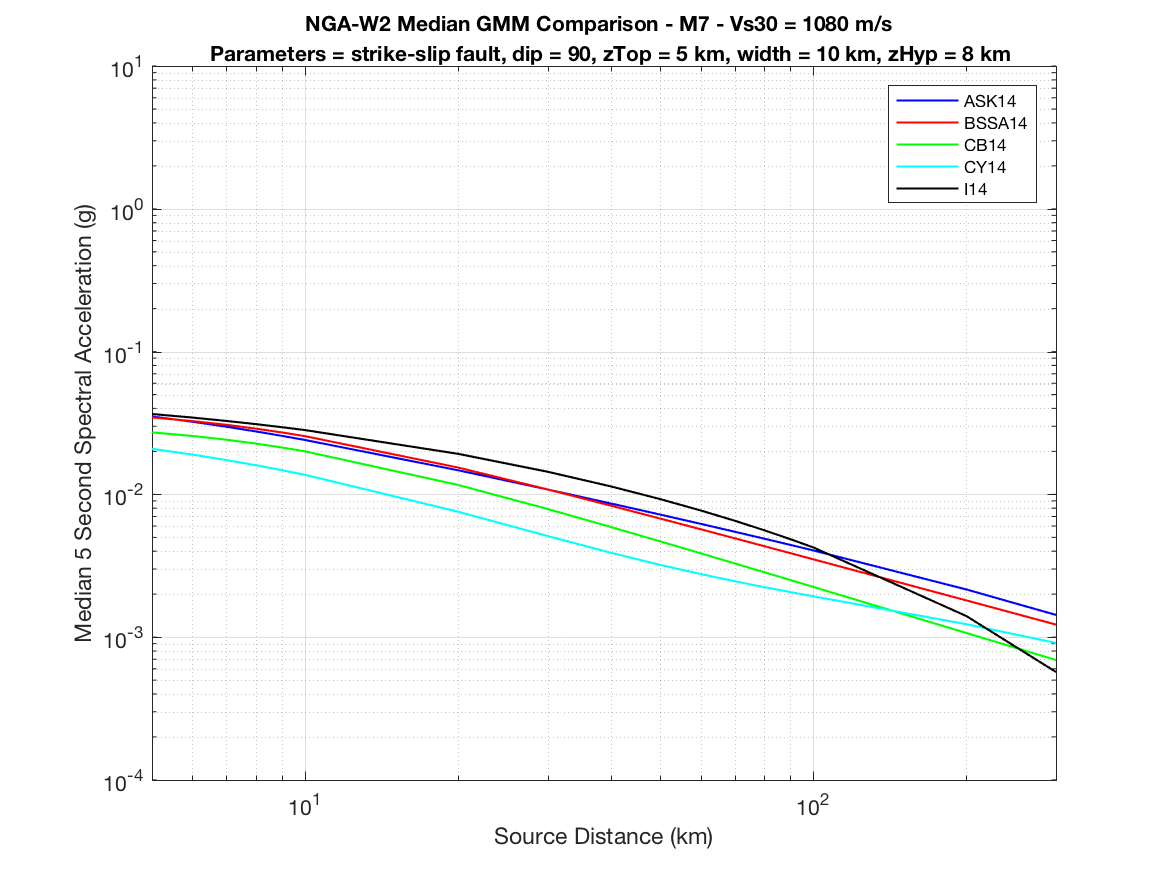 NGA-W2 Median GMM Comparison - M7 - Vs30 = 1080 m/s
Parameters = strike-slip fault, dip = 90, zTop = 5 km, width = 10 km, zHyp = 8 km
ASK14
BSSA14
CB14
CY14
I14
Median 5 Second Spectral Acceleration (g)
10^1
10^0
10^-1
10^-2
10^-3
10^-4
10^1
10^2
Source Distance (km)